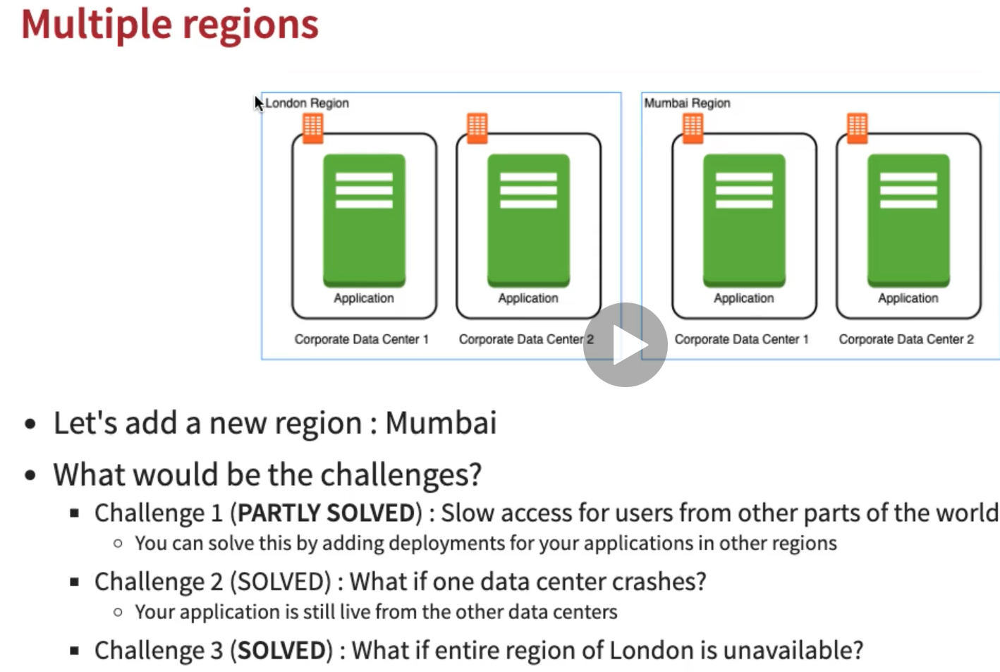 Multiple regions
London Region
Mumbai Region
Application
Application
Application
Application
Corporate Data Center 1
Corporate Data Center 2
Corporate Data Center 1
Corporate Data Center 2
Let's add a new region : Mumbai
What would be the challenges?
Challenge 1 (PARTLY SOLVED) : Slow access for users from other parts of the world
You can solve this by adding deployments for your applications in other regions
Challenge 2 (SOLVED) : What if one data center crashes?
Your application is still live from the other data centers
Challenge 3 (SOLVED) : What if entire region of London is unavailable?